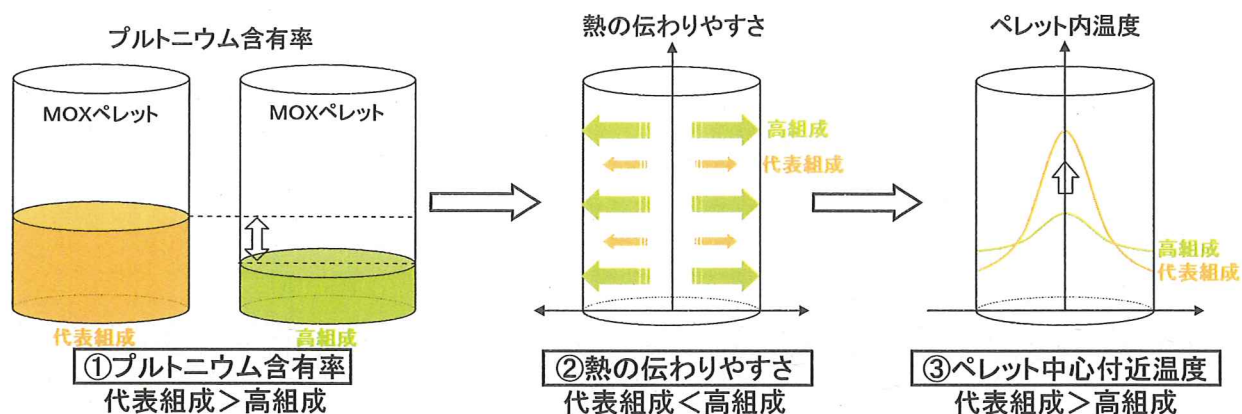 プルトニウム含有率
MOXペレット
MOXペレット
代表組成
高組成
①プルトニウム含有率
代表組成＞高組成
熱の伝わりやすさ
高組成
代表組成
②熱の伝わりやすさ
代表組成＜高組成
ペレット内温度
高組成
代表組成
③ペレット中心付近温度
代表組成＞高組成